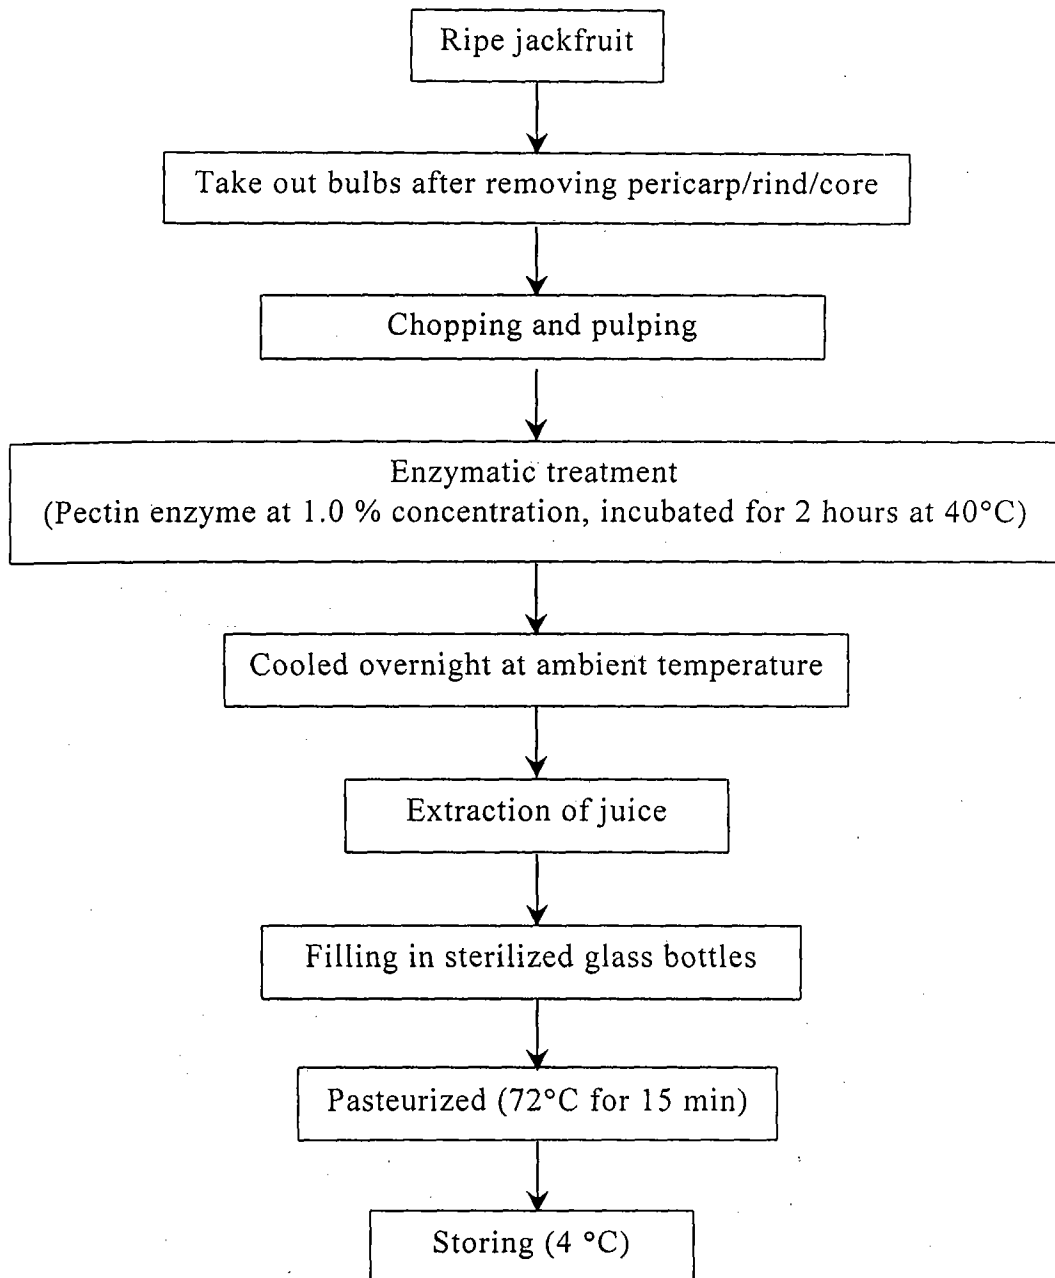 Ripe jackfruit
Take out bulbs after removing pericarp/rind/core
Chopping and pulping
Enzymatic treatment
(Pectin enzyme at 1.0 % concentration, incubated for 2 hours at 40°C)
Cooled overnight at ambient temperature
Extraction of juice
Filling in sterilized glass bottles
Pasteurized (72°C for 15 min)
Storing (4 °C)